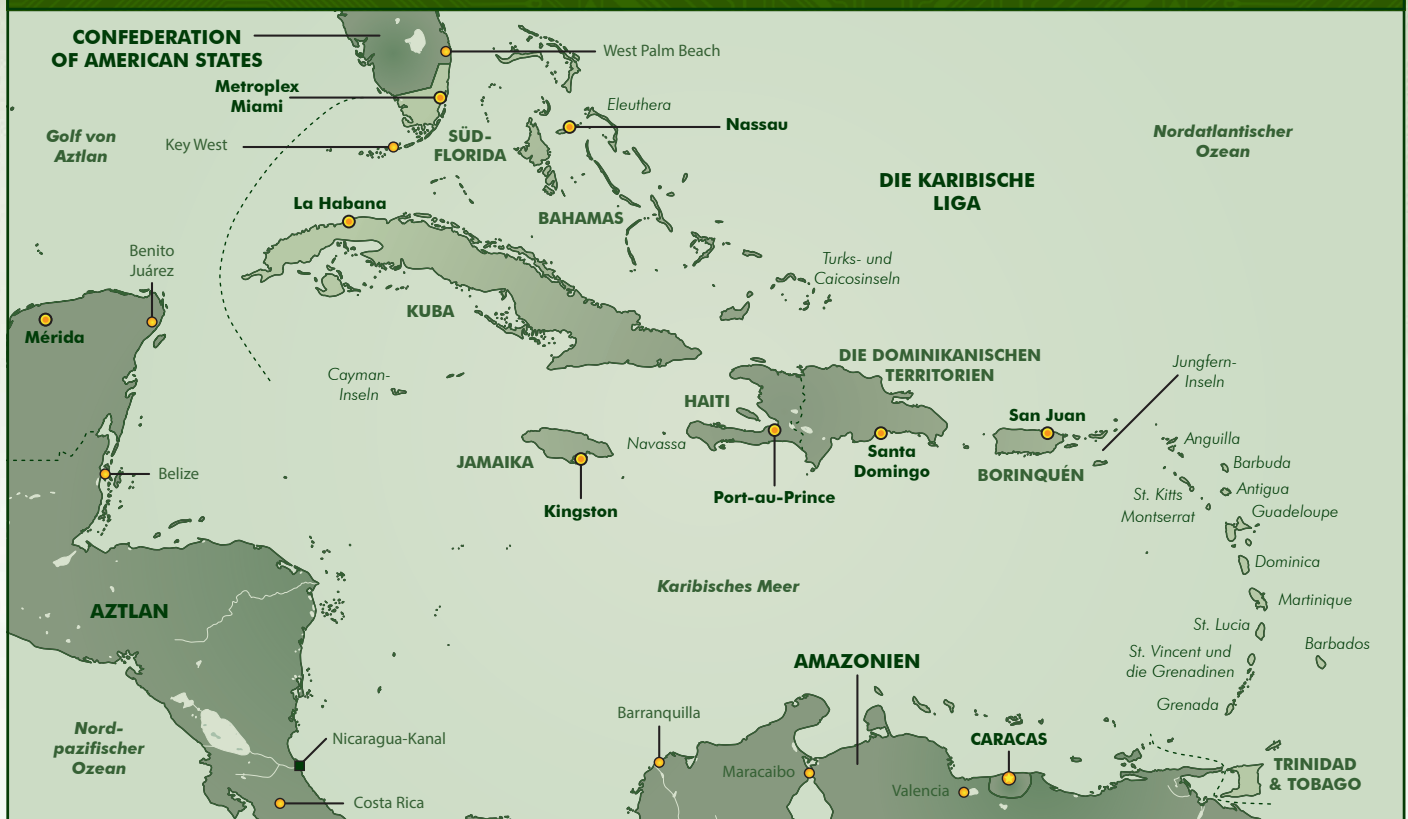 CONFEDERATION
OF AMERICAN STATES
West Palm Beach
Metroplex
Miami
Eleuthera
Nassau
Golf von
Aztlan
Key West
SÜD-
FLORIDA
Nordatlantischer
Ozean
DIE KARIBISCHE
LIGA
La Habana
BAHAMAS
Benito
Juárez
Turks- und
Caicosinseln
KUBA
Mérida
DIE DOMINIKANISCHEN
TERRITORIEN
Jungfern-
Inseln
Cayman-
Inseln
HAITI
San Juan
Navassa
JAMAIKA
Santa
Domingo
BORINQUÉN
Anguilla
Barbuda
Belize
Port-au-Prince
Kingston
St. Kitts
Antigua
Montserrat
Guadeloupe
Dominica
Karibisches Meer
AZTLAN
Martinique
St. Lucia
Barbados
St. Vincent und
die Grenadinen
AMAZONIEN
Grenada
Barranquilla
Nord-
pazifischer
Ozean
Nicaragua-Kanal
CARACAS
Maracaibo
TRINIDAD
& TOBAGO
Valencia
Costa Rica